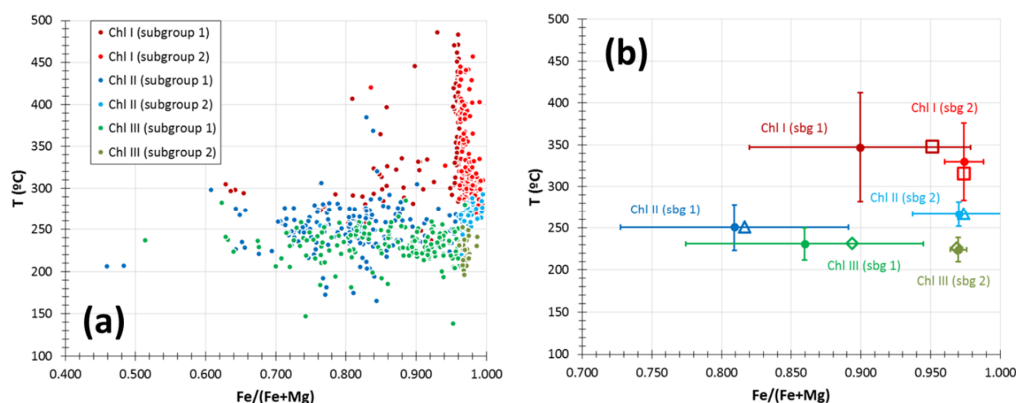 500
450
400
350
300
250
200
150
100
T (ºC)
Chl I (subgroup 1)
Chl I (subgroup 2)
Chl II (subgroup 1)
Chl II (subgroup 2)
Chl III (subgroup 1)
Chl III (subgroup 2)
(a)
0.400 0.500 0.600 0.700 0.800 0.900 1.000
Fe/(Fe+Mg)
500
450
400
350
300
250
200
150
100
T (ºC)
(b)
Chl I (sbg 2)
Chl I (sbg 1)
Chl II (sbg 2)
Chl II (sbg 1)
Chl III (sbg 1)
Chl III (sbg 2)
0.700 0.750 0.800 0.850 0.900 0.950 1.000
Fe/(Fe+Mg)